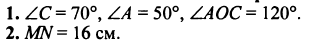 1. ∠C = 70°, ∠A = 50°, ∠AOC = 120°.
2. MN = 16 см.